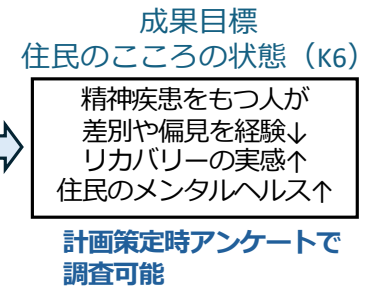 成果目標
住民のこころの状態（K6）
精神疾患をもつ人が
差別や偏見を経験↓
リカバリーの実感↑
住民のメンタルヘルス↑
計画策定時アンケートで
調査可能